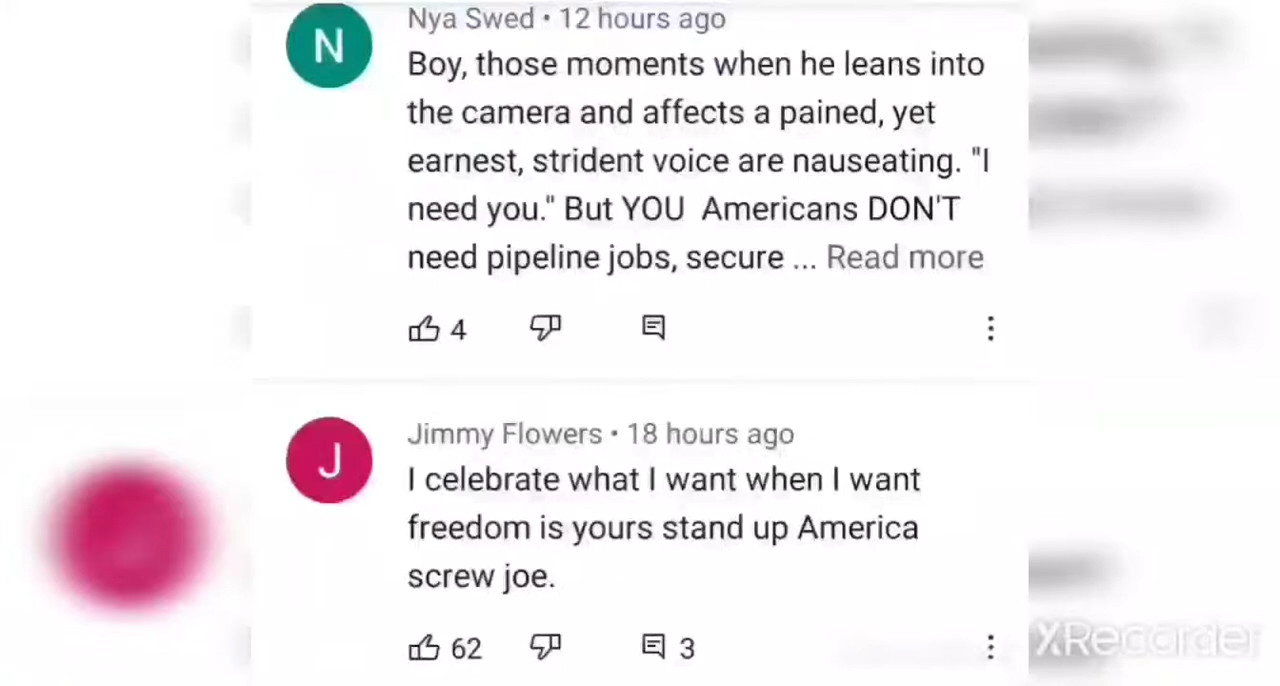 N
Nya Swed • 12 hours ago
Boy, those moments when he leans into
the camera and affects a pained, yet
earnest, strident voice are nauseating. "I
need you." But YOU  Americans DON'T
need pipeline jobs, secure ... Read more
4
J
Jimmy Flowers • 18 hours ago
I celebrate what I want when I want
freedom is yours stand up America
screw joe.
62
3
XRecorder